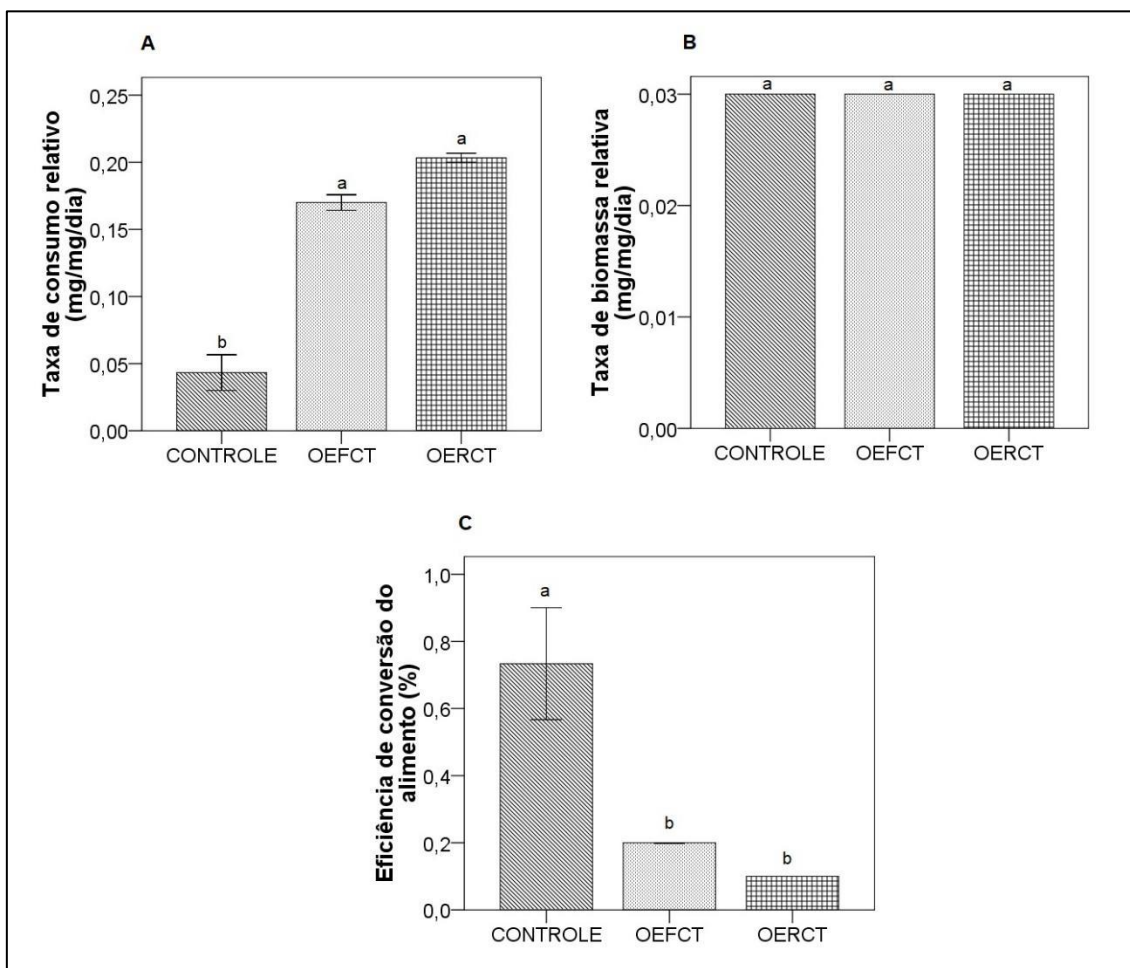 A
Taxa de consumo relativo
(mg/mg/dia)
0,25
0,20
0,15
0,10
0,05
0,00
b
a
a
CONTROLE OEFCT OERCT
B
Taxa de biomassa relativa
(mg/mg/dia)
0,03
0,02
0,01
0,00
a
a
a
CONTROLE OEFCT OERCT
C
Eficiência de conversão do
alimento (%)
1,0
0,8
0,6
0,4
0,2
0,0
a
b
b
CONTROLE OEFCT OERCT